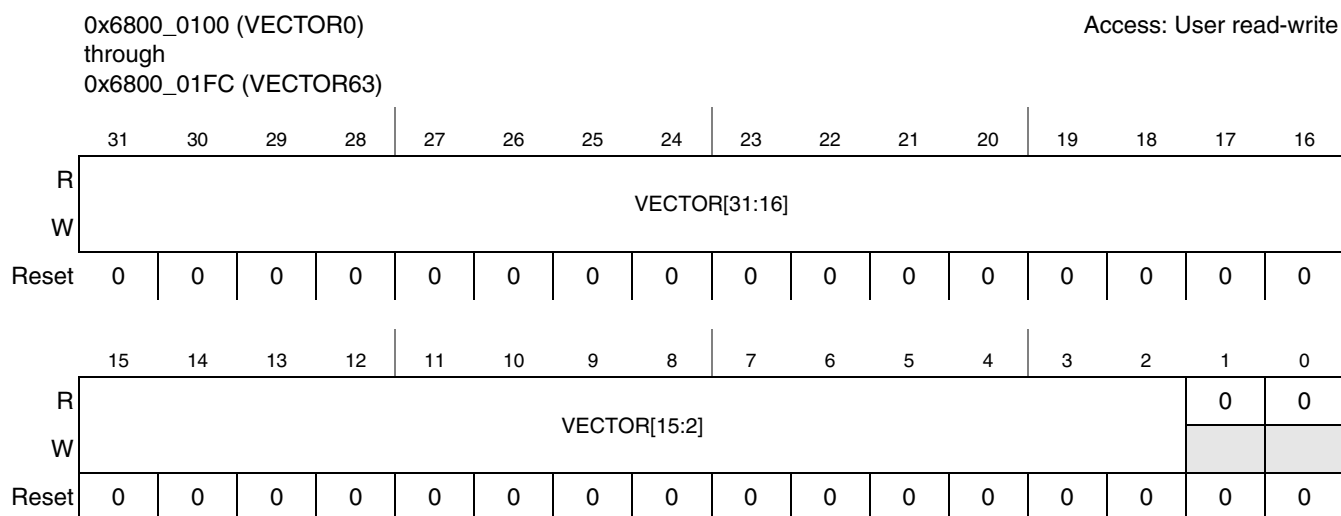 0x6800_0100 (VECTOR0) Access: User read-write
through
0x6800_01FC (VECTOR63)
31 30 29 28 27 26 25 24 23 22 21 20 19 18 17 16
R
VECTOR[31:16]
W
Reset 0 0 0 0 0 0 0 0 0 0 0 0 0 0 0 0
15 14 13 12 11 10 9 8 7 6 5 4 3 2 1 0
R 0 0
VECTOR[15:2]
W
Reset 0 0 0 0 0 0 0 0 0 0 0 0 0 0 0 0